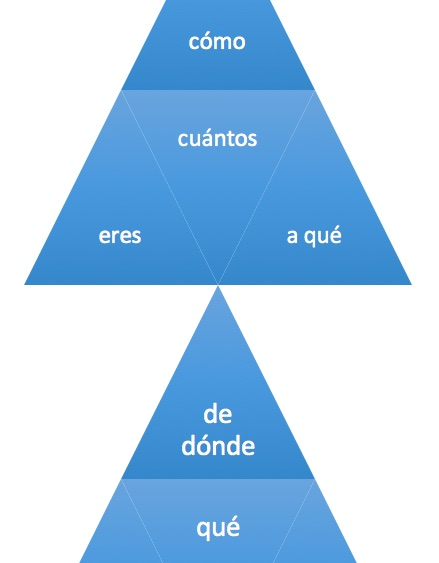 cómo
cuántos
eres
a qué
de
dónde
qué